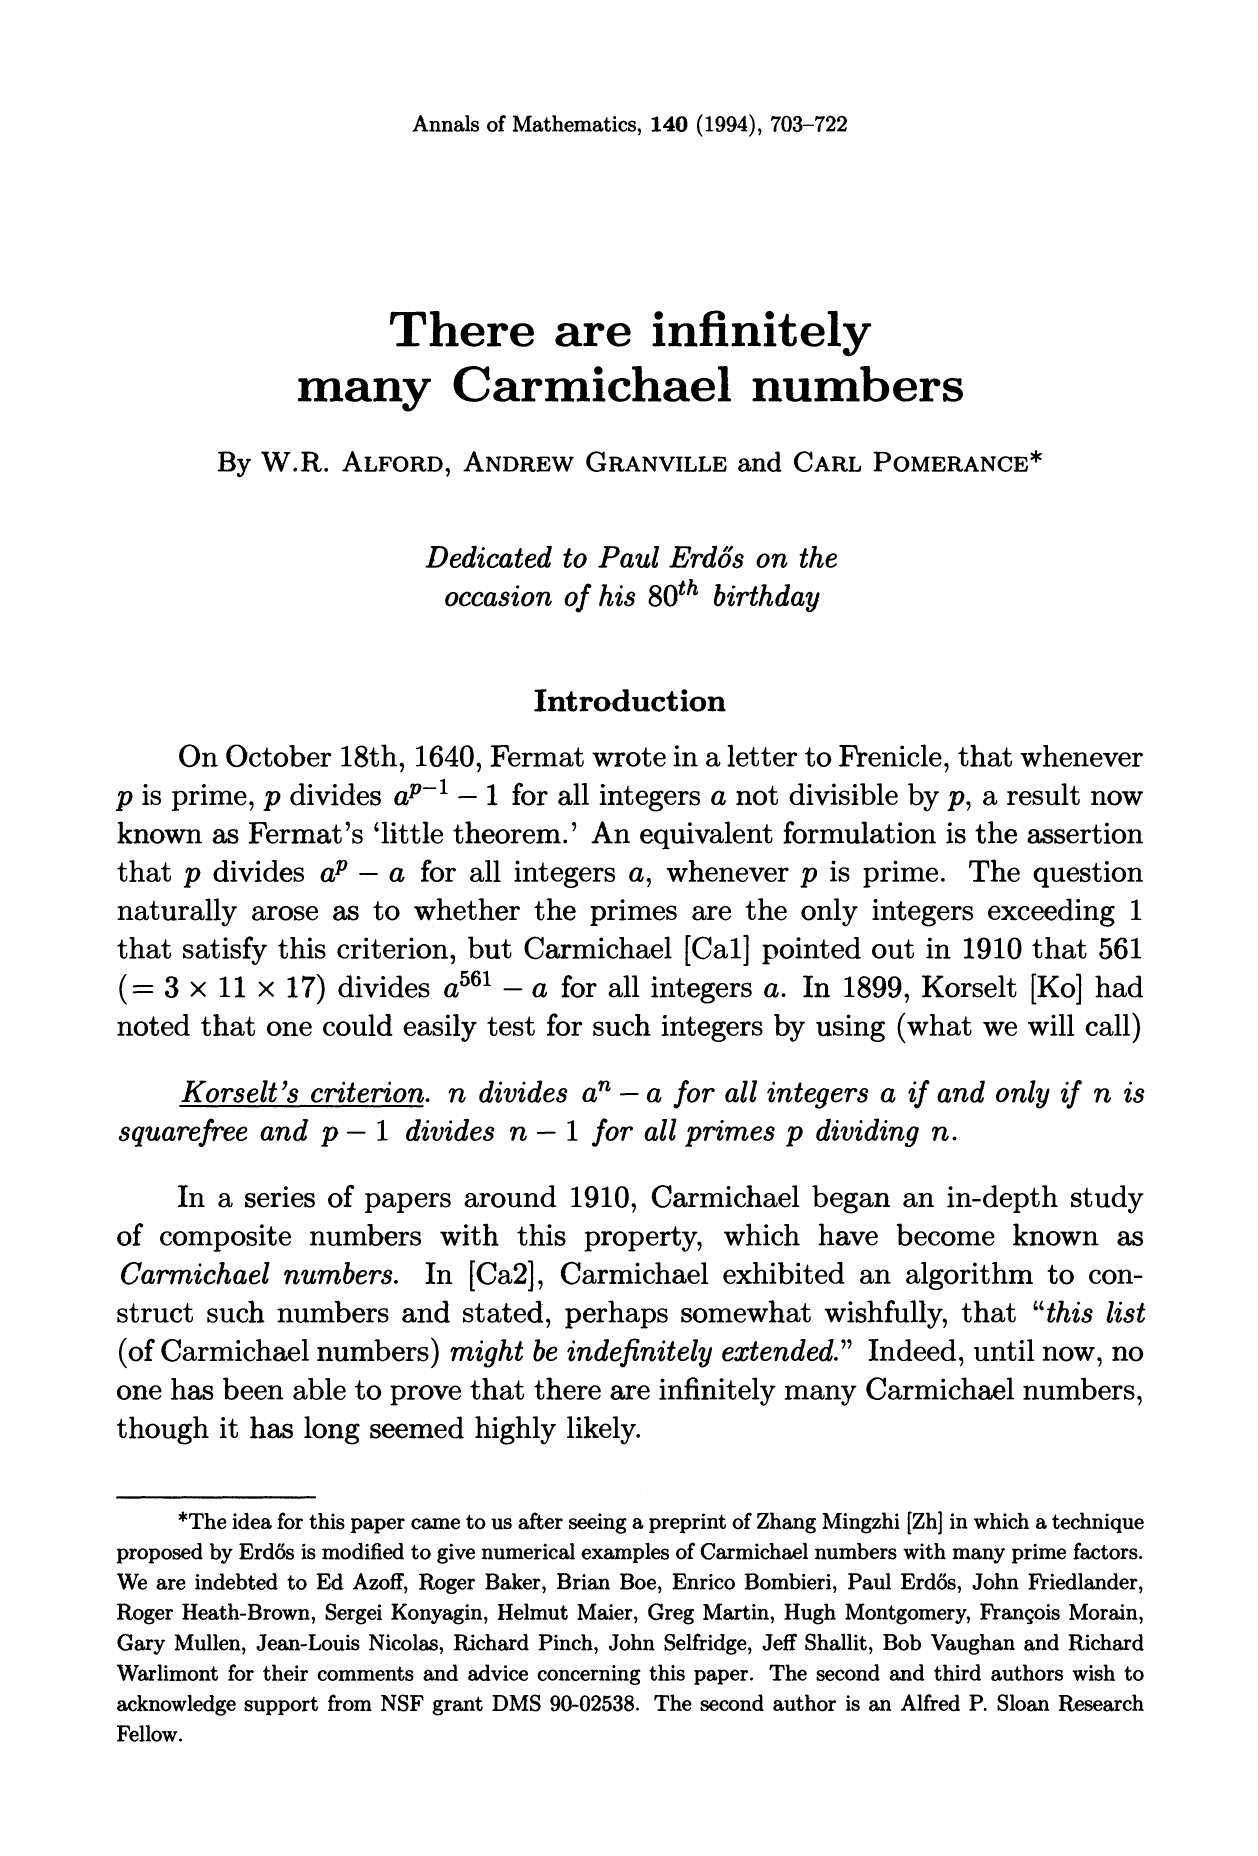 Annals of Mathematics, 140 (1994), 703–722
There are infinitely
many Carmichael numbers
By W.R. ALFORD, ANDREW GRANVILLE and CARL POMERANCE*
Dedicated to Paul Erdős on the
occasion of his 80th birthday
Introduction
On October 18th, 1640, Fermat wrote in a letter to Frenicle, that whenever
p is prime, p divides a^{p−1} − 1 for all integers a not divisible by p, a result now
known as Fermat's ‘little theorem.’ An equivalent formulation is the assertion
that p divides a^p − a for all integers a, whenever p is prime. The question
naturally arose as to whether the primes are the only integers exceeding 1
that satisfy this criterion, but Carmichael [Ca1] pointed out in 1910 that 561
(= 3 × 11 × 17) divides a^{561} − a for all integers a. In 1899, Korselt [Ko] had
noted that one could easily test for such integers by using (what we will call)
Korselt's criterion. n divides a^n − a for all integers a if and only if n is
squarefree and p − 1 divides n − 1 for all primes p dividing n.
In a series of papers around 1910, Carmichael began an in-depth study
of composite numbers with this property, which have become known as
Carmichael numbers. In [Ca2], Carmichael exhibited an algorithm to con-
struct such numbers and stated, perhaps somewhat wishfully, that “this list
(of Carmichael numbers) might be indefinitely extended.” Indeed, until now, no
one has been able to prove that there are infinitely many Carmichael numbers,
though it has long seemed highly likely.
*The idea for this paper came to us after seeing a preprint of Zhang Mingzhi [Zh] in which a technique
proposed by Erdős is modified to give numerical examples of Carmichael numbers with many prime factors.
We are indebted to Ed Azoff, Roger Baker, Brian Boe, Enrico Bombieri, Paul Erdős, John Friedlander,
Roger Heath-Brown, Sergei Konyagin, Helmut Maier, Greg Martin, Hugh Montgomery, François Morain,
Gary Mullen, Jean-Louis Nicolas, Richard Pinch, John Selfridge, Jeff Shallit, Bob Vaughan and Richard
Warlimont for their comments and advice concerning this paper. The second and third authors wish to
acknowledge support from NSF grant DMS 90-02538. The second author is an Alfred P. Sloan Research
Fellow.